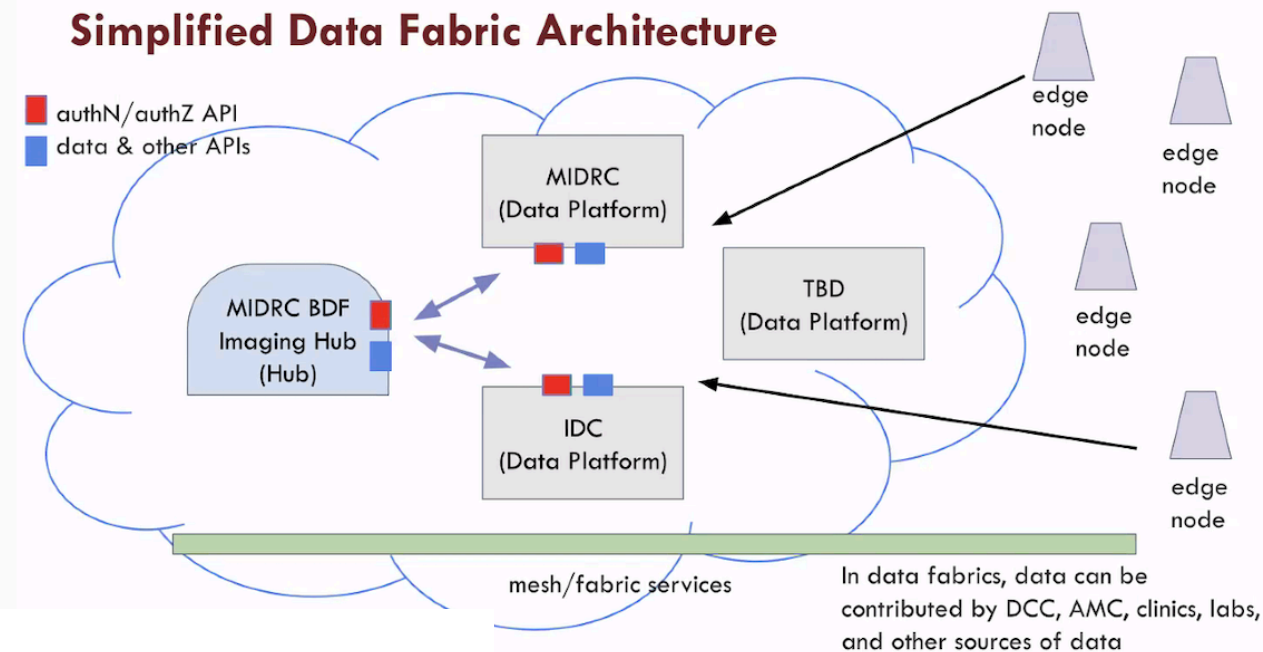 Simplified Data Fabric Architecture
authN/authZ API
data & other APIs
MIDRC
(Data Platform)
MIDRC BDF
Imaging Hub
(Hub)
TBD
(Data Platform)
IDC
(Data Platform)
edge
node
edge
node
edge
node
edge
node
mesh/fabric services
In data fabrics, data can be
contributed by DCC, AMC, clinics, labs,
and other sources of data